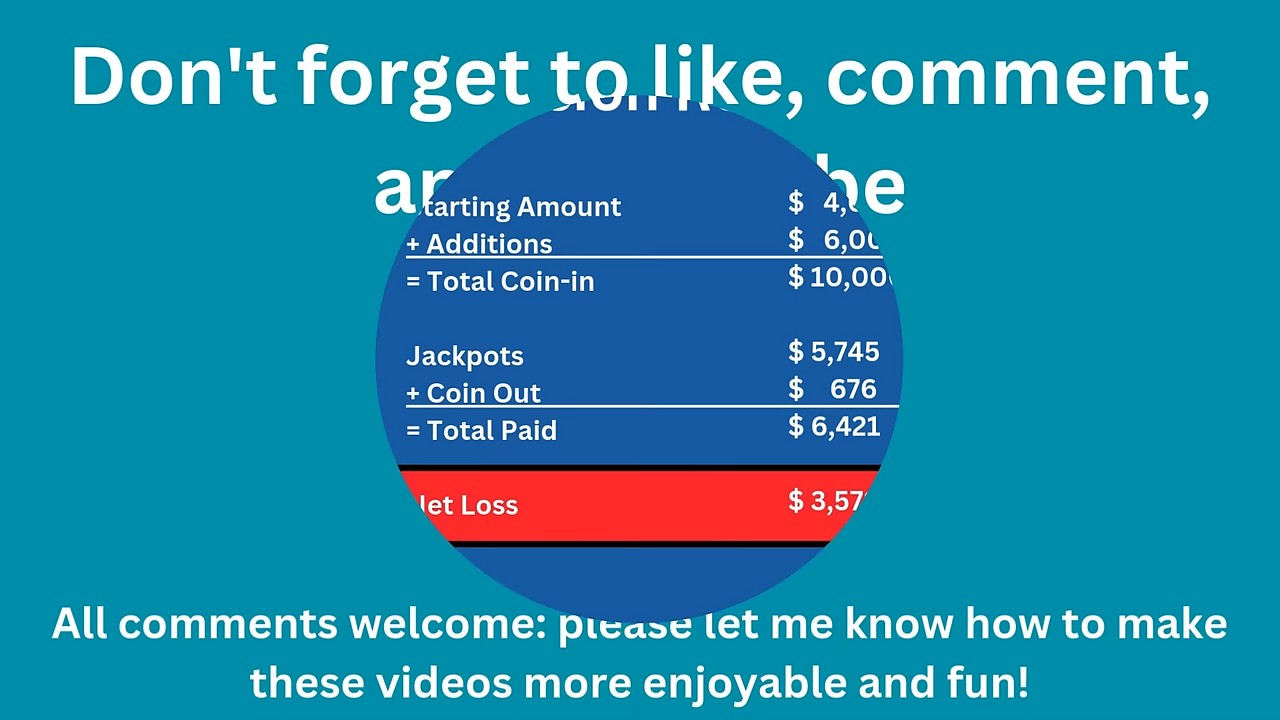 Don't forget to like, comment,
Amount
+ Additions $
= Total Coin-in $
Jackpots $ 5,745
+ Coin Out $ 676
= Total Paid $ 6,421
Loss $
All comments welcome: please let me know how to make
these videos more enjoyable and fun!